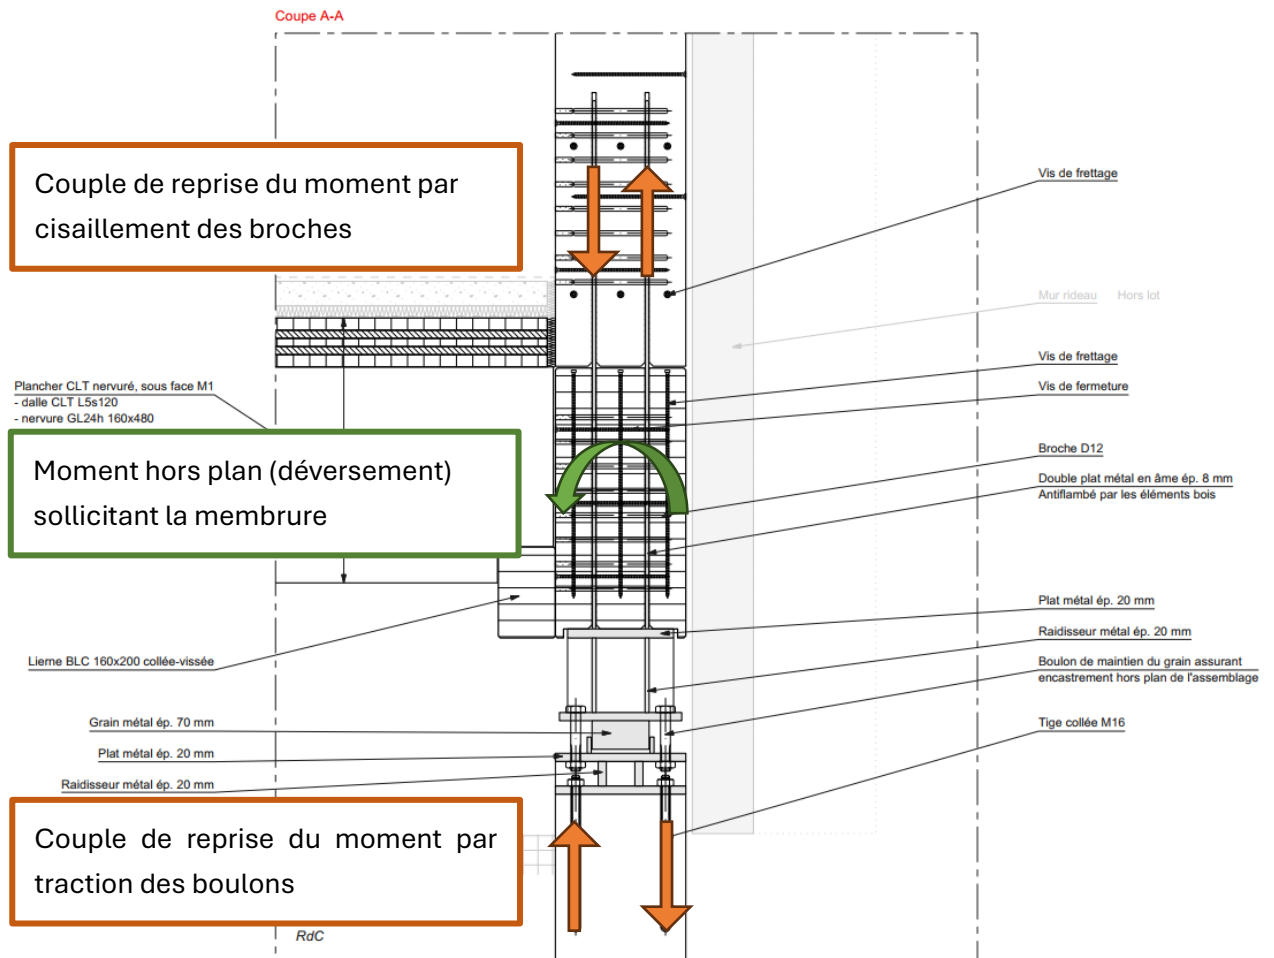 Coupe A-A
Couple de reprise du moment par
cisaillement des broches
Vis de frettage
Mur rideau Hors lot
Vis de frettage
Vis de fermeture
Plancher CLT nervuré, sous face M1
- dalle CLT L5s120
- nervure GL24h 160x480
Moment hors plan (déversement)
sollicitant la membrure
Broche D12
Double plat métal en âme ép. 8 mm
Antiflambé par les éléments bois
Plat métal ép. 20 mm
Raidisseur métal ép. 20 mm
Boulon de maintien du grain assurant
encastrement hors plan de l'assemblage
Lierne BLC 160x200 collée-vissée
Grain métal ép. 70 mm
Tige collée M16
Plat métal ép. 20 mm
Raidisseur métal ép. 20 mm
Couple de reprise du moment par
traction des boulons
RdC